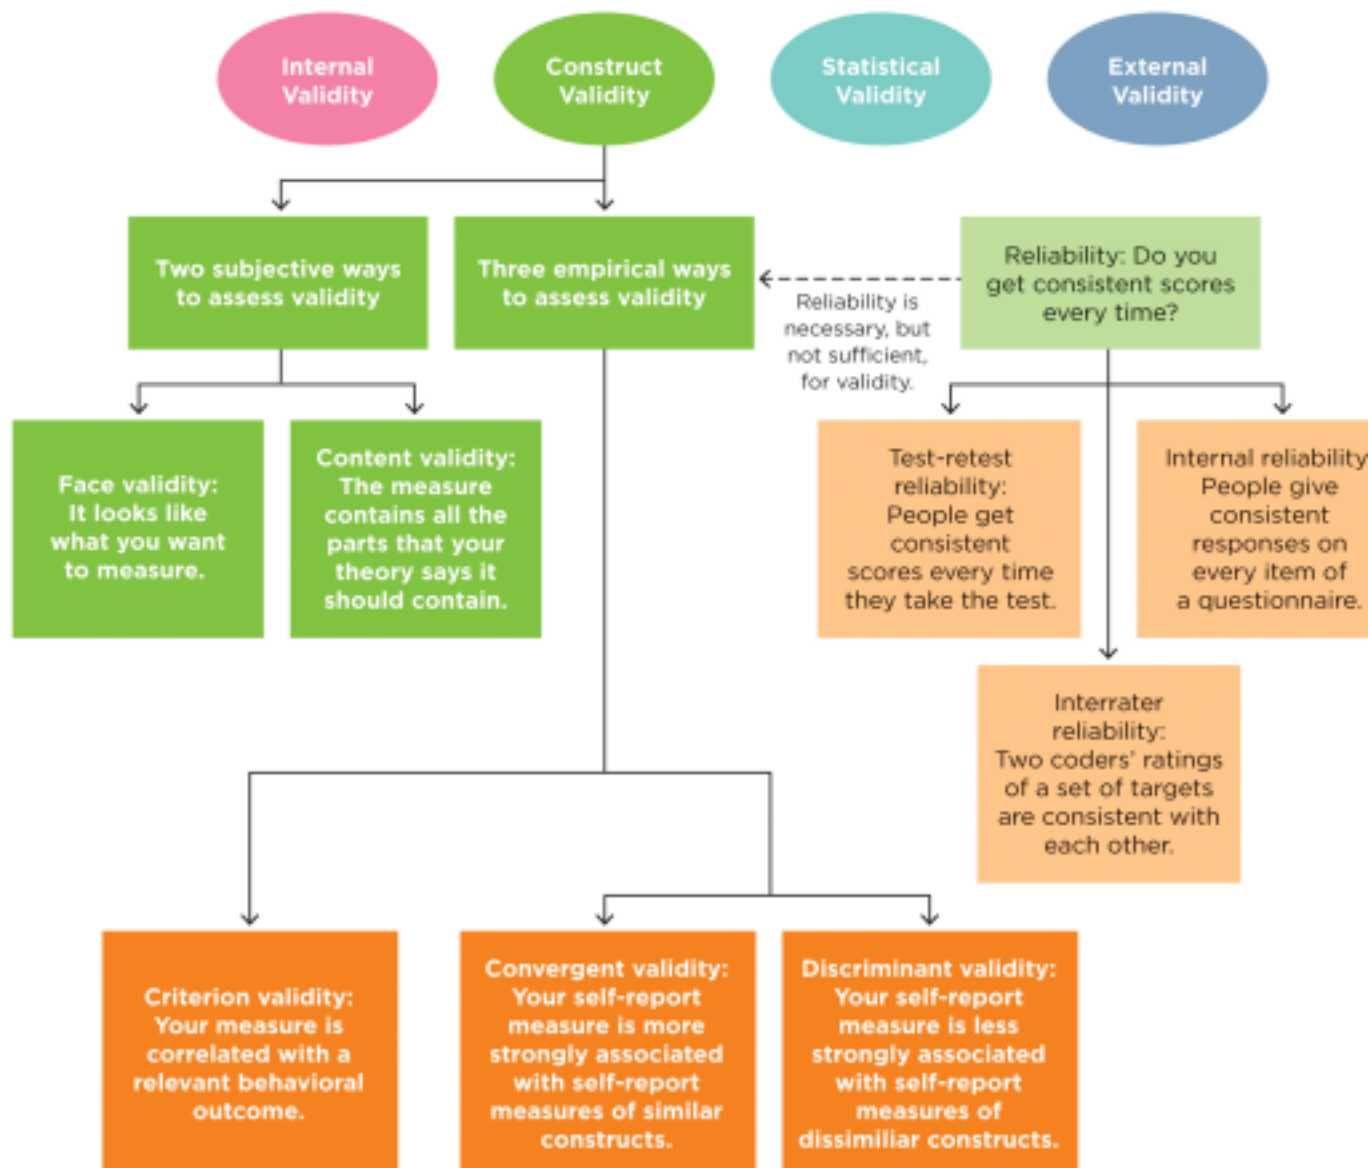 Internal
Validity
Construct
Validity
Statistical
Validity
External
Validity
Two subjective ways
to assess validity
Three empirical ways
to assess validity
Reliability is
necessary, but
not sufficient,
for validity.
Reliability: Do you
get consistent scores
every time?
Face validity:
It looks like
what you want
to measure.
Content validity:
The measure
contains all the
parts that your
theory says it
should contain.
Test-retest
reliability:
People get
consistent
scores every time
they take the test.
Internal reliability
People give
consistent
responses on
every item of
a questionnaire.
Interrater
reliability:
Two coders’ ratings
of a set of targets
are consistent with
each other.
Criterion validity:
Your measure is
correlated with a
relevant behavioral
outcome.
Convergent validity:
Your self-report
measure is more
strongly associated
with self-report
measures of similar
constructs.
Discriminant validity:
Your self-report
measure is less
strongly associated
with self-report
measures of
dissimiliar constructs.